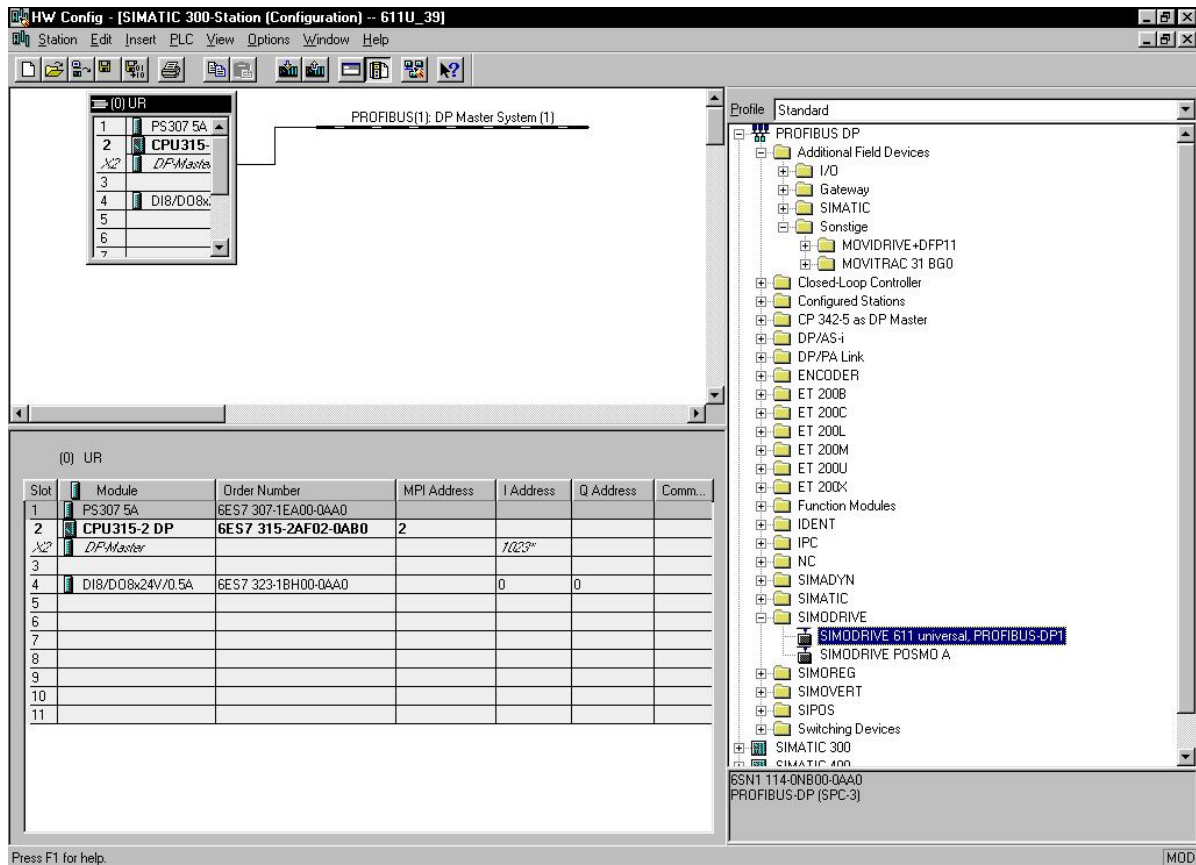 HW Config - [SIMATIC 300-Station (Configuration) -- 611U_39]
Station Edit Insert PLC View Options Window Help
(0) UR
1 PS307 5A
2 CPU315-
X2 DP-Maste
3
4 DI8/DO8x
5
6
7
PROFIBUS(1): DP Master System (1)
(0) UR
Slot Module Order Number MPI Address I Address Q Address Comm...
1 PS307 5A 6ES7 307-1EA00-0AA0
2 CPU315-2 DP 6ES7 315-2AF02-0AB0 2
X2 DP-Master 1023*
3
4 DI8/DO8x24V/0.5A 6ES7 323-1BH00-0AA0 0 0
5
6
7
8
9
10
11
Profile Standard
PROFIBUS DP
Additional Field Devices
I/O
Gateway
SIMATIC
Sonstige
MOVIDRIVE+DFP11
MOVITRAC 31 BG0
Closed-Loop Controller
Configured Stations
CP 342-5 as DP Master
DP/AS-i
DP/PA Link
ENCODER
ET 200B
ET 200C
ET 200L
ET 200M
ET 200U
ET 200X
Function Modules
IDENT
IPC
NC
SIMADYN
SIMATIC
SIMODRIVE
SIMODRIVE 611 universal, PROFIBUS-DP1
SIMODRIVE POSMO A
SIMOREG
SIMOVERT
SIPOS
Switching Devices
SIMATIC 300
SIMATIC 400
6SN1 114-0NB00-0AA0
PROFIBUS-DP (SPC-3)
Press F1 for help.
MOD